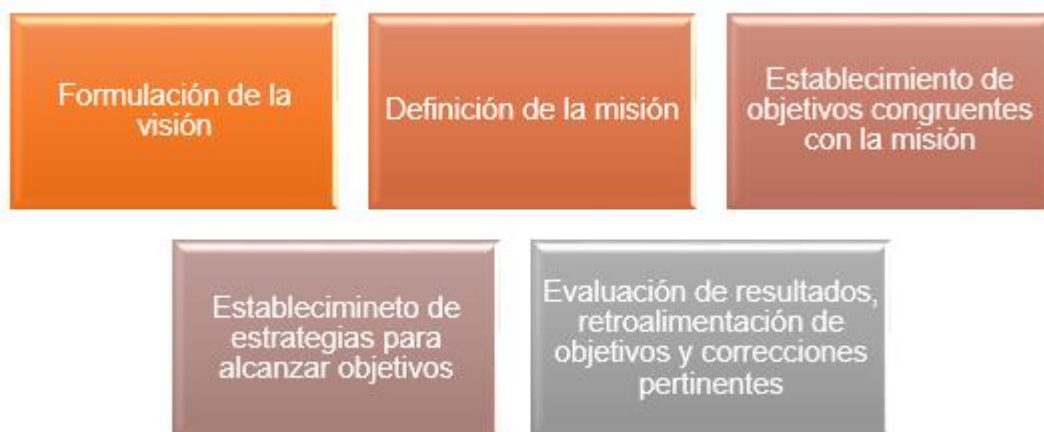 Formulación de la
visión
Definición de la misión
Establecimiento de
objetivos congruentes
con la misión
Establecimineto de
estrategias para
alcanzar objetivos
Evaluación de resultados,
retroalimentación de
objetivos y correcciones
pertinentes